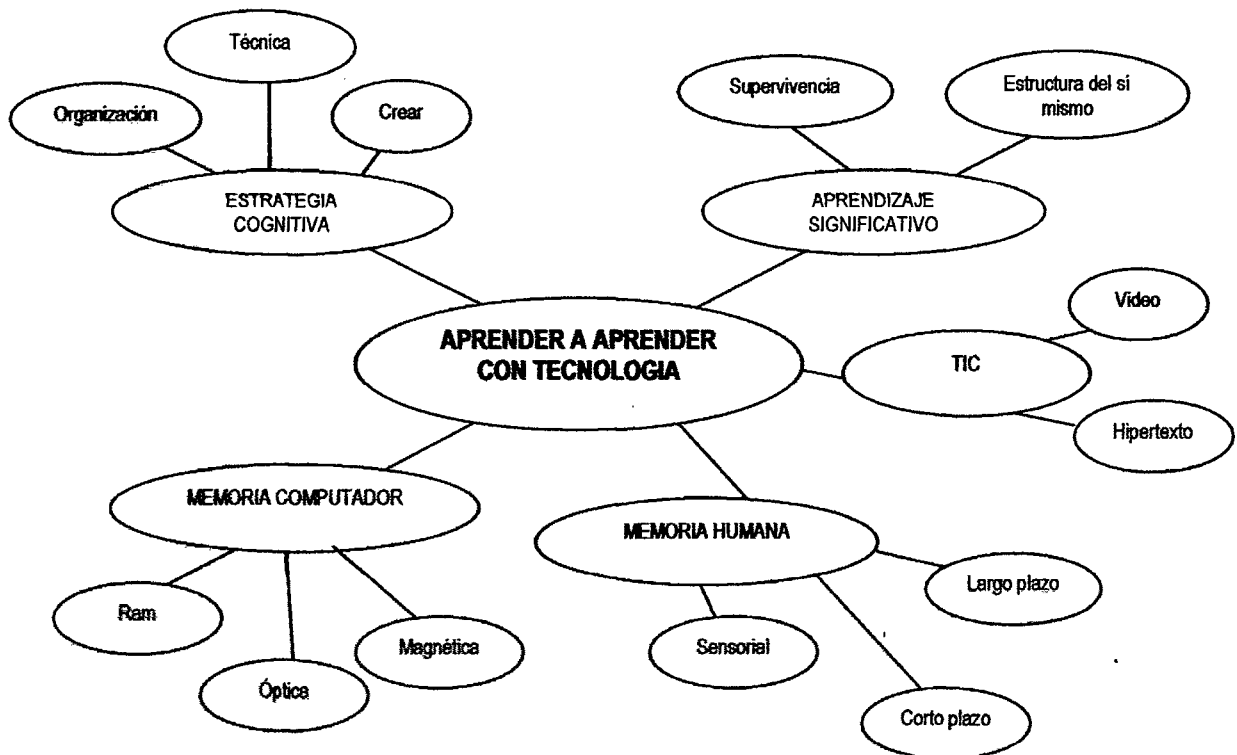 Técnica
Organización
Crear
ESTRATEGIA
COGNITIVA
Supervivencia
Estructura del sí
mismo
APRENDIZAJE
SIGNIFICATIVO
APRENDER A APRENDER
CON TECNOLOGIA
TIC
Video
Hipertexto
MEMORIA COMPUTADOR
Ram
Óptica
Magnética
MEMORIA HUMANA
Sensorial
Largo plazo
Corto plazo